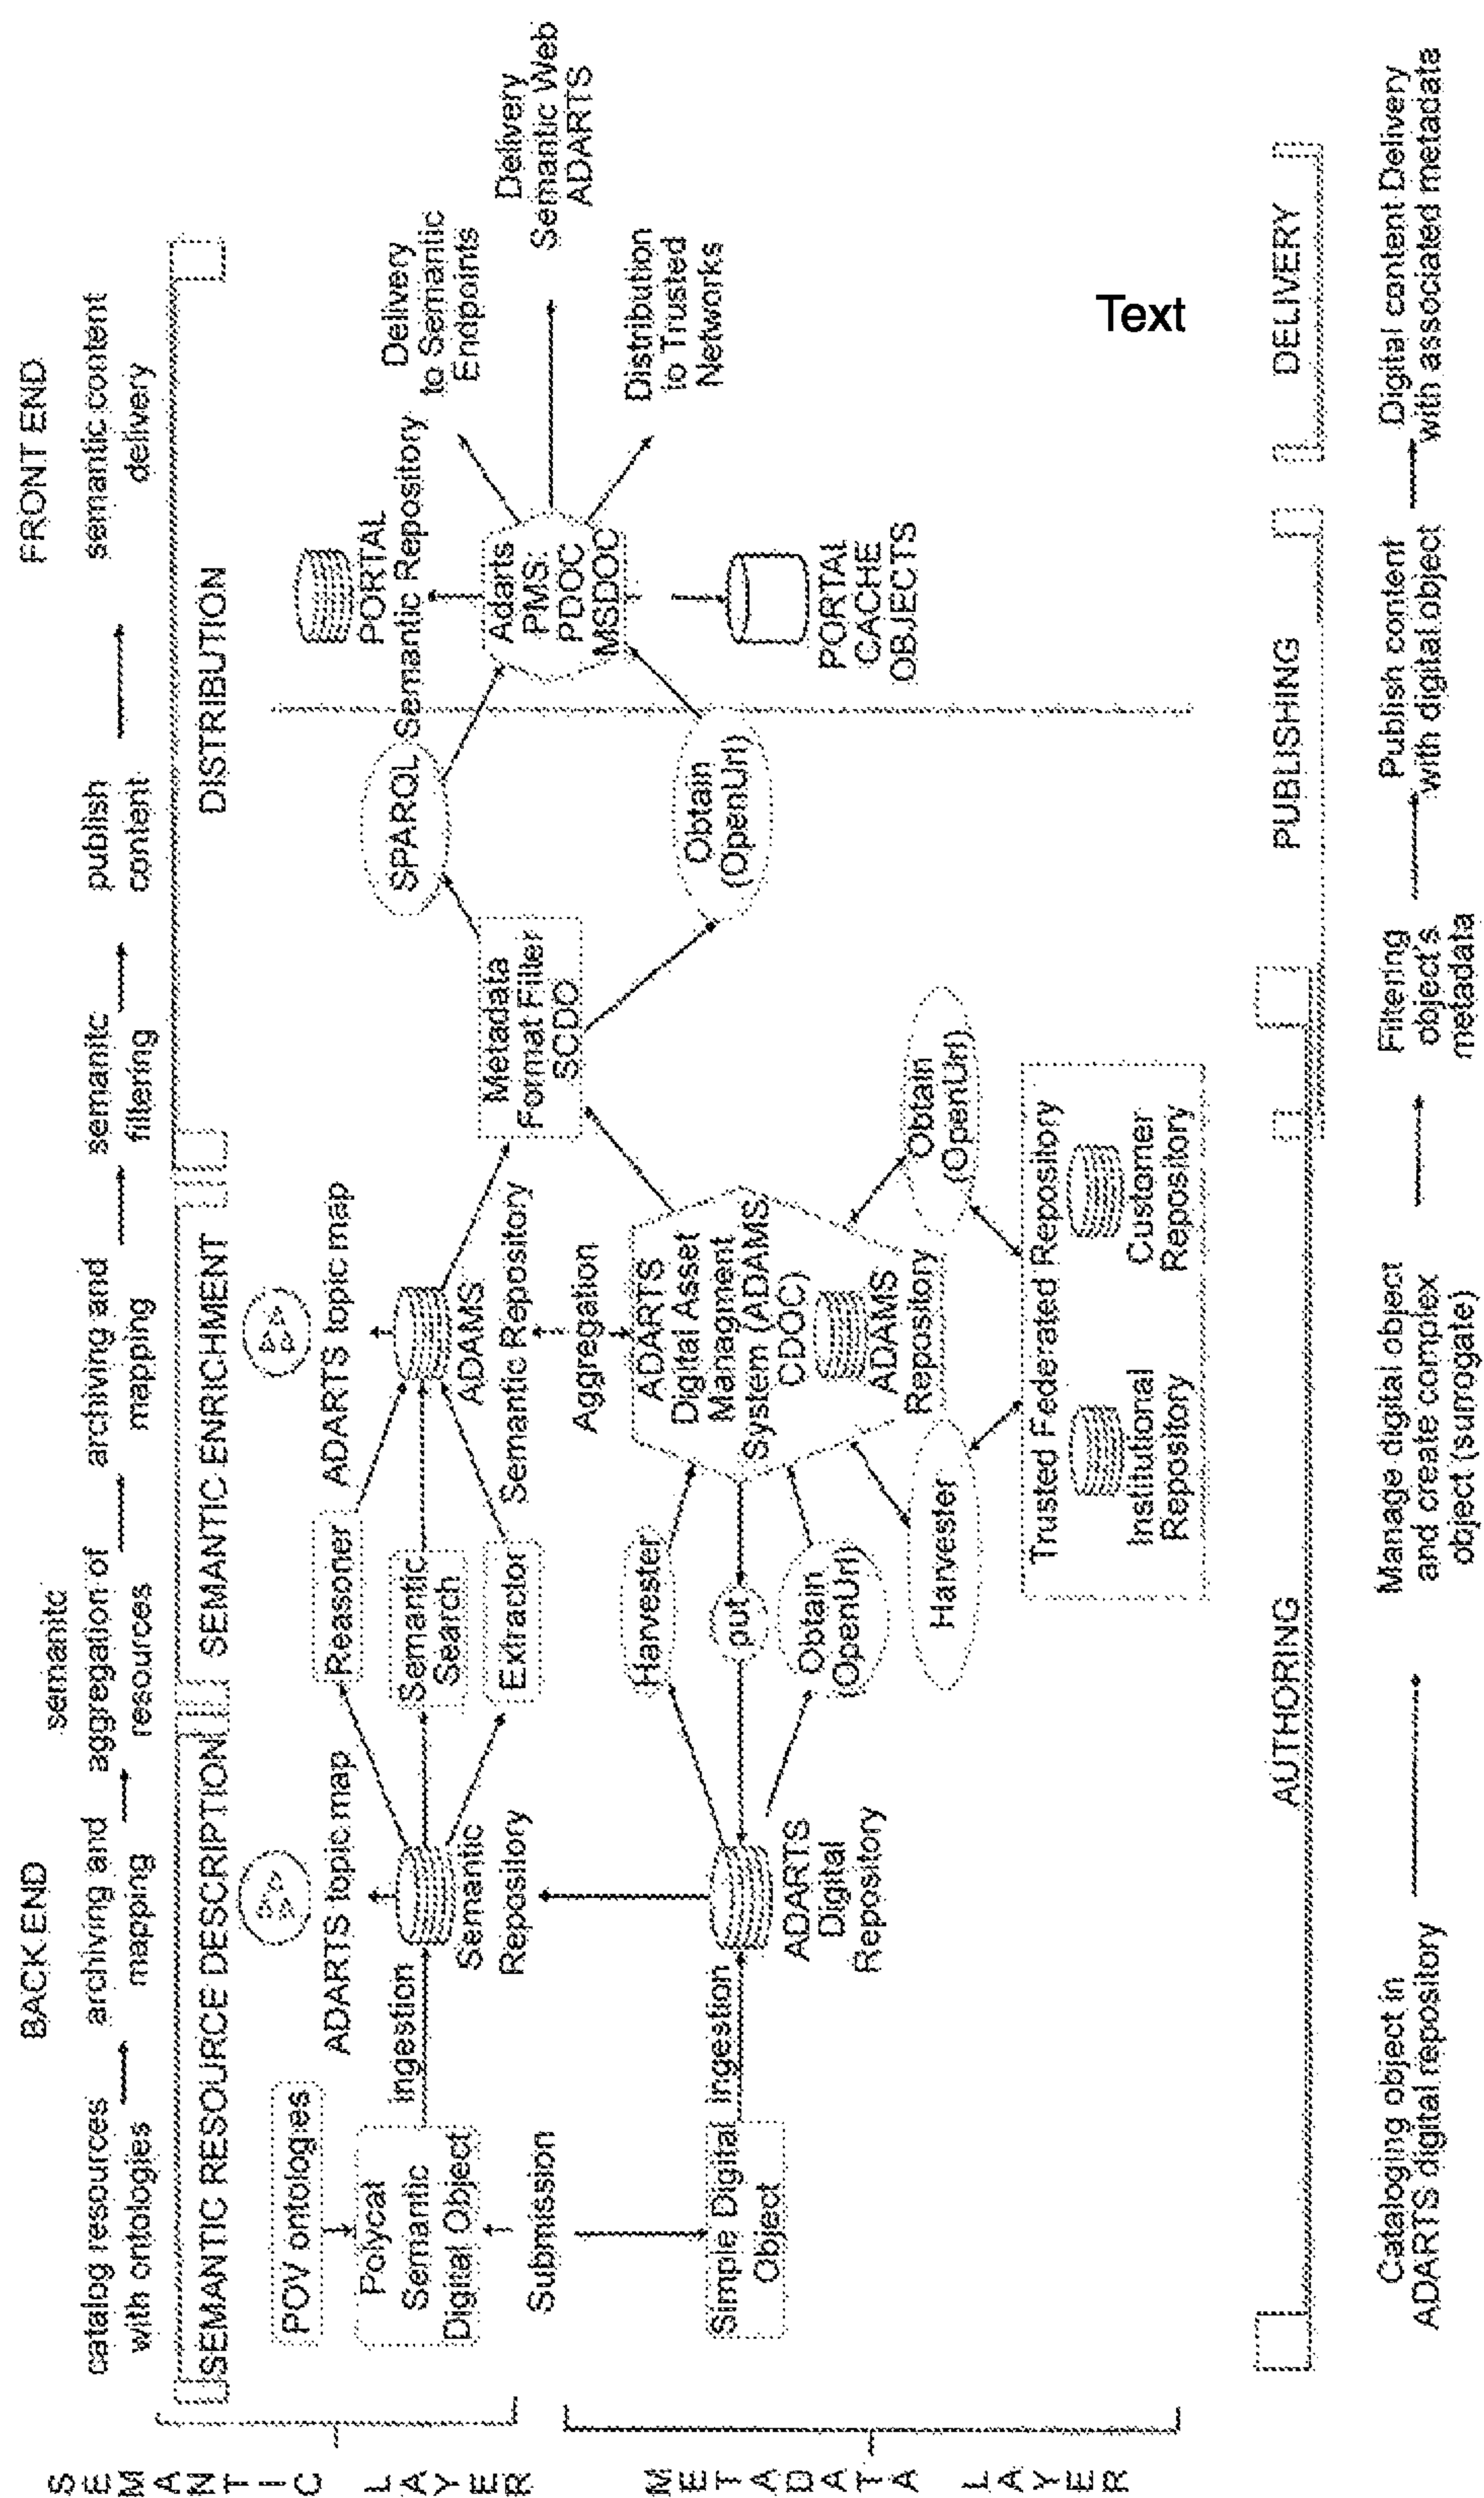 BACK END
FRONT END
catalog resources
with ontologies
archiving and
mapping
semanitc
aggregation of
resources
archiving and
mapping
semanitc
filtering
publish
content
semantic content
delivery
SEMANTIC RESOURCE DESCRIPTION
SEMANTIC ENRICHMENT
DISTRIBUTION
SEMANTIC LAYER
METADATA LAYER
POV ontologies
Polycat
Semantic
Digital Object
Submission
Simple Digital
Object
Ingestion
Ingestion
ADARTS topic map
Semantic
Repository
ADARTS
Digital
Repository
Reasoner
Semantic
Search
Extractor
Harvester
put
Obtain
(OpenUrl)
Harvester
ADARTS topic map
ADAMS
Semantic Repository
Aggregation
ADARTS
Digital Asset
Managment
System (ADAMS
CDOC)
ADAMS
Repository
Obtain
(OpenUrl)
Trusted Federated Repository
Institutional
Repository
Customer
Repository
Metadata
Format Filler
SCDO
SPARQL
Obtain
(OpenUrl)
PORTAL
Semantic Repository
Adarts
PMS:
PDOC
MSDOC
PORTAL
CACHE
OBJECTS
Delivery
to Semantic
Endpoints
Delivery
Semantic Web
ADARTS
Distribution
to Trusted
Networks
Text
AUTHORING
PUBLISHING
DELIVERY
Cataloging object in
ADARTS digital repository
Manage digital object
and create complex
object (surrogate)
Filtering
object's
metadata
Publish content
with digital object
Digital content Delivery
with associated metadata